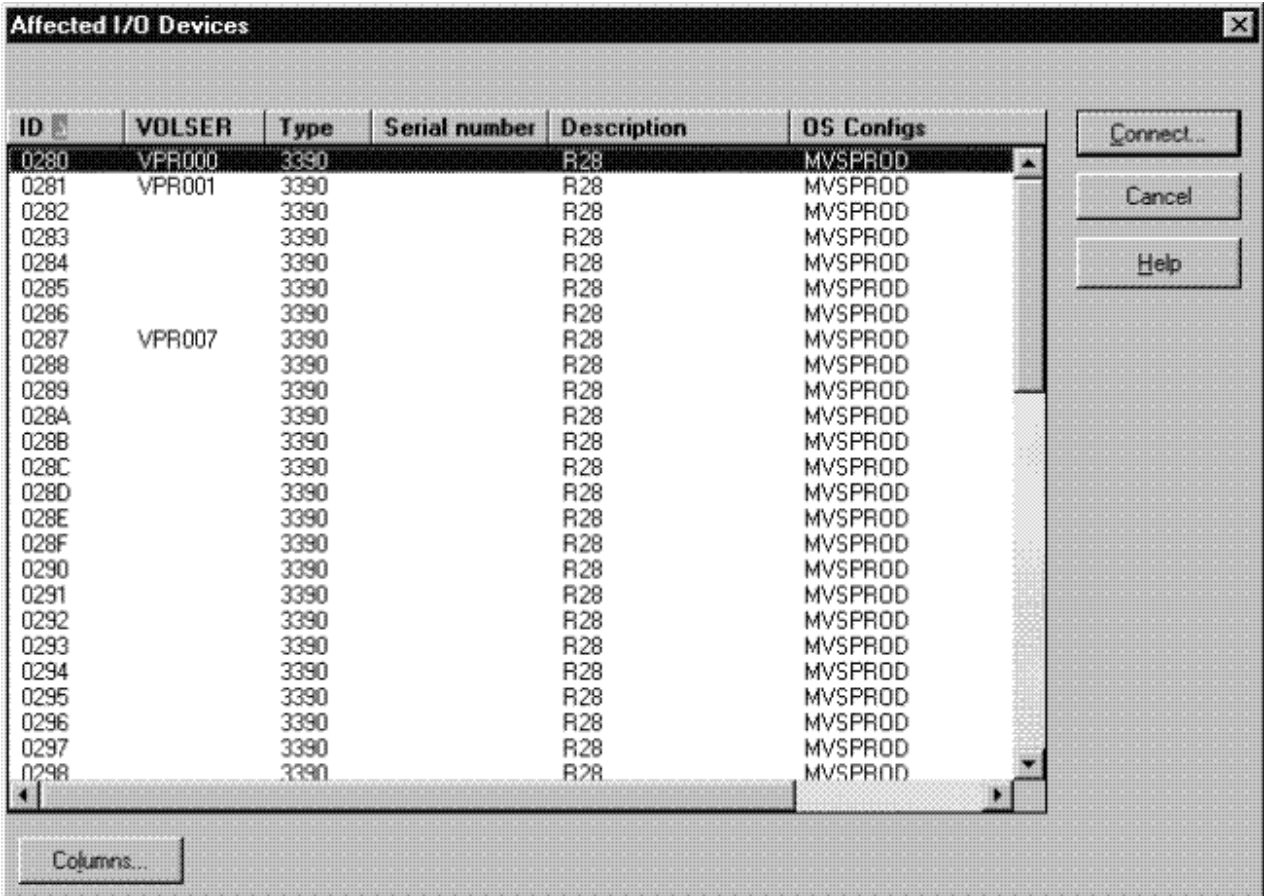 Affected I/O Devices
ID VOLSER Type Serial number Description OS Configs
0280 VPR000 3390 R28 MVSPROD
0281 VPR001 3390 R28 MVSPROD
0282 3390 R28 MVSPROD
0283 3390 R28 MVSPROD
0284 3390 R28 MVSPROD
0285 3390 R28 MVSPROD
0286 3390 R28 MVSPROD
0287 VPR007 3390 R28 MVSPROD
0288 3390 R28 MVSPROD
0289 3390 R28 MVSPROD
028A 3390 R28 MVSPROD
028B 3390 R28 MVSPROD
028C 3390 R28 MVSPROD
028D 3390 R28 MVSPROD
028E 3390 R28 MVSPROD
028F 3390 R28 MVSPROD
0290 3390 R28 MVSPROD
0291 3390 R28 MVSPROD
0292 3390 R28 MVSPROD
0293 3390 R28 MVSPROD
0294 3390 R28 MVSPROD
0295 3390 R28 MVSPROD
0296 3390 R28 MVSPROD
0297 3390 R28 MVSPROD
0298 3390 R28 MVSPROD
Connect...
Cancel
Help
Columns...